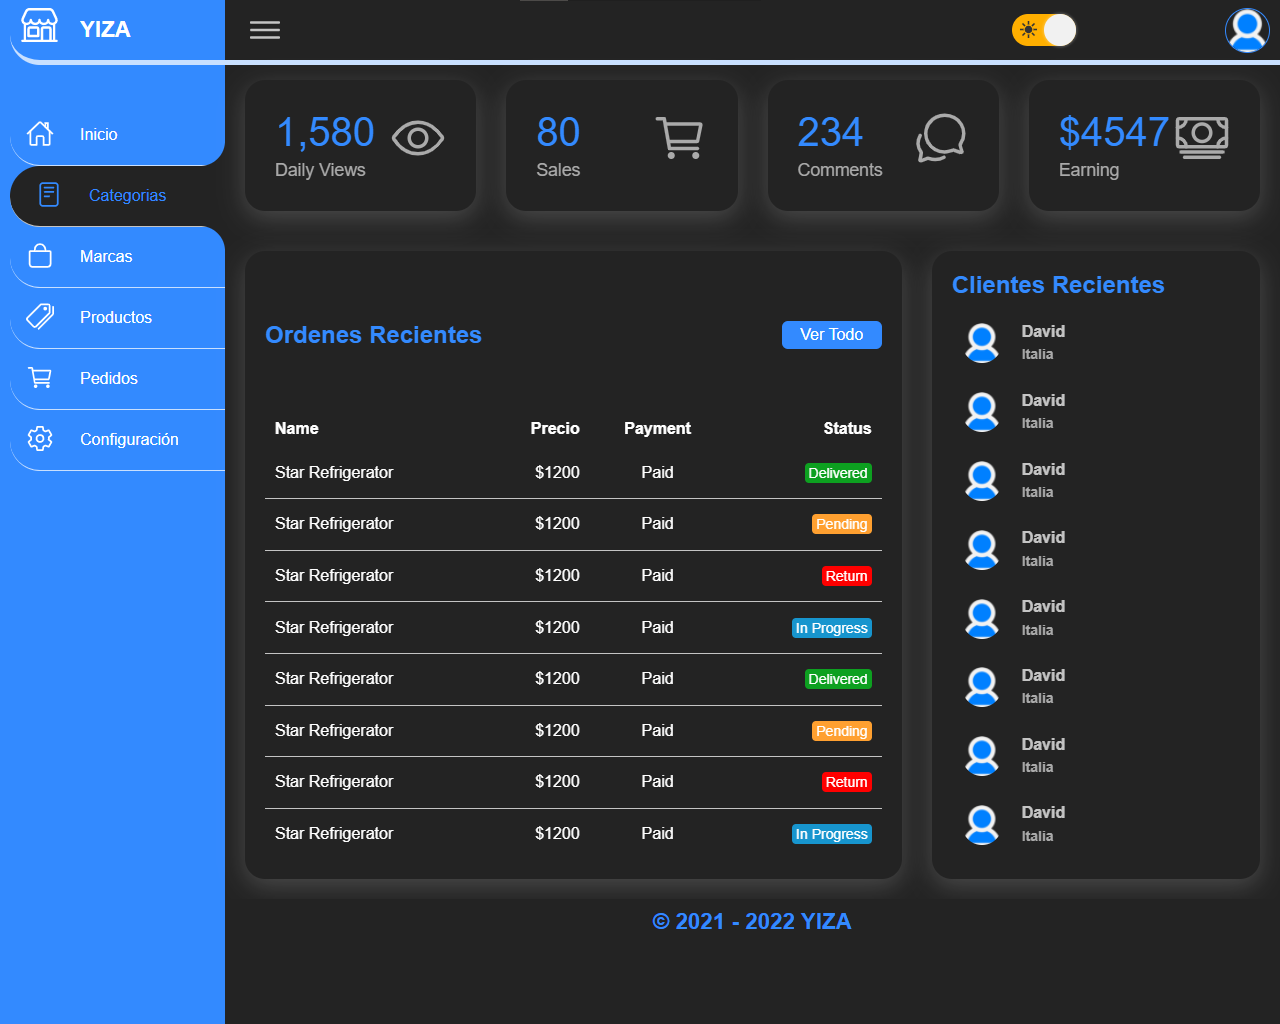 YIZA
Inicio
Categorias
Marcas
Productos
Pedidos
Configuración
1,580
Daily Views
80
Sales
234
Comments
$4547
Earning
Ordenes Recientes
Ver Todo
Name Precio Payment Status
Star Refrigerator $1200 Paid Delivered
Star Refrigerator $1200 Paid Pending
Star Refrigerator $1200 Paid Return
Star Refrigerator $1200 Paid In Progress
Star Refrigerator $1200 Paid Delivered
Star Refrigerator $1200 Paid Pending
Star Refrigerator $1200 Paid Return
Star Refrigerator $1200 Paid In Progress
Clientes Recientes
David
Italia
David
Italia
David
Italia
David
Italia
David
Italia
David
Italia
David
Italia
David
Italia
© 2021 - 2022 YIZA